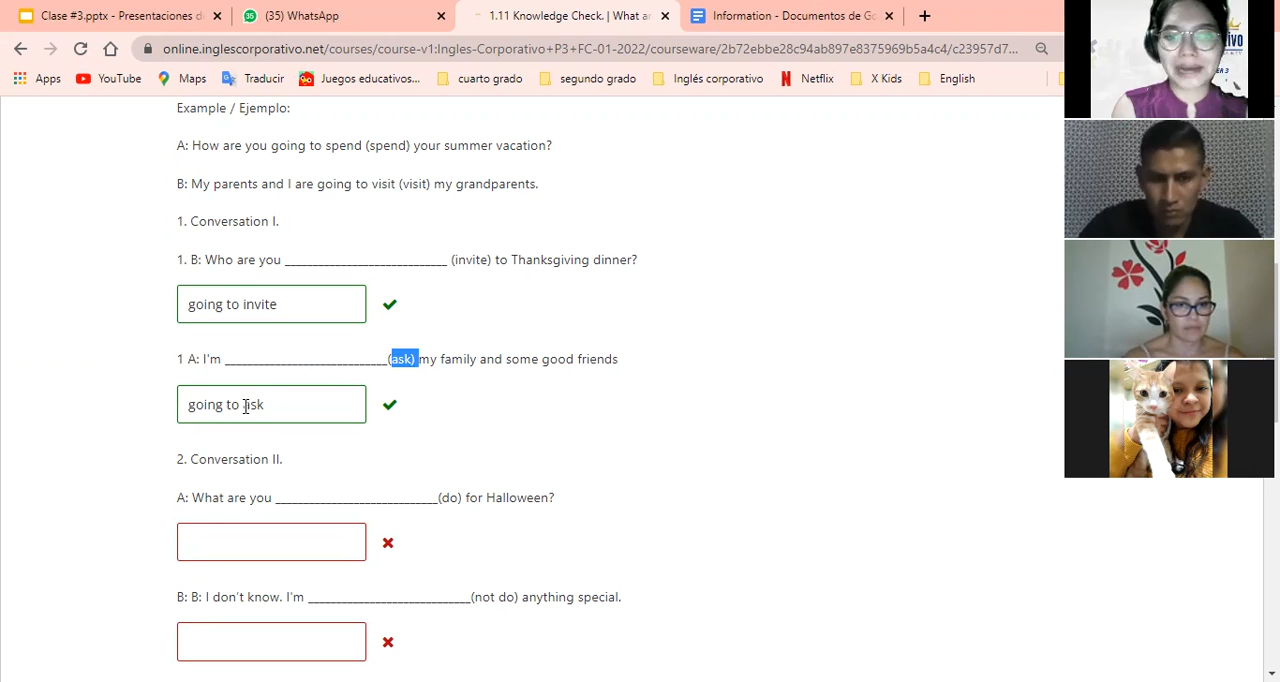 Clase #3.pptx - Presentaciones d
(35) WhatsApp
1.11 Knowledge Check. | What ar
Information - Documentos de Go
online.inglescorporativo.net/courses/course-v1:Ingles-Corporativo+P3+FC-01-2022/courseware/2b72ebbe28c94ab897e8375969b5a4c4/c23957d7...
Apps YouTube Maps Traducir Juegos educativos... cuarto grado segundo grado Inglés corporativo Netflix X Kids English
Example / Ejemplo:
A: How are you going to spend (spend) your summer vacation?
B: My parents and I are going to visit (visit) my grandparents.
1. Conversation I.
1. B: Who are you ___________________________ (invite) to Thanksgiving dinner?
going to invite
1 A: I'm ___________________________(ask) my family and some good friends
going to ask
2. Conversation II.
A: What are you ___________________________(do) for Halloween?
B: B: I don't know. I'm ___________________________(not do) anything special.